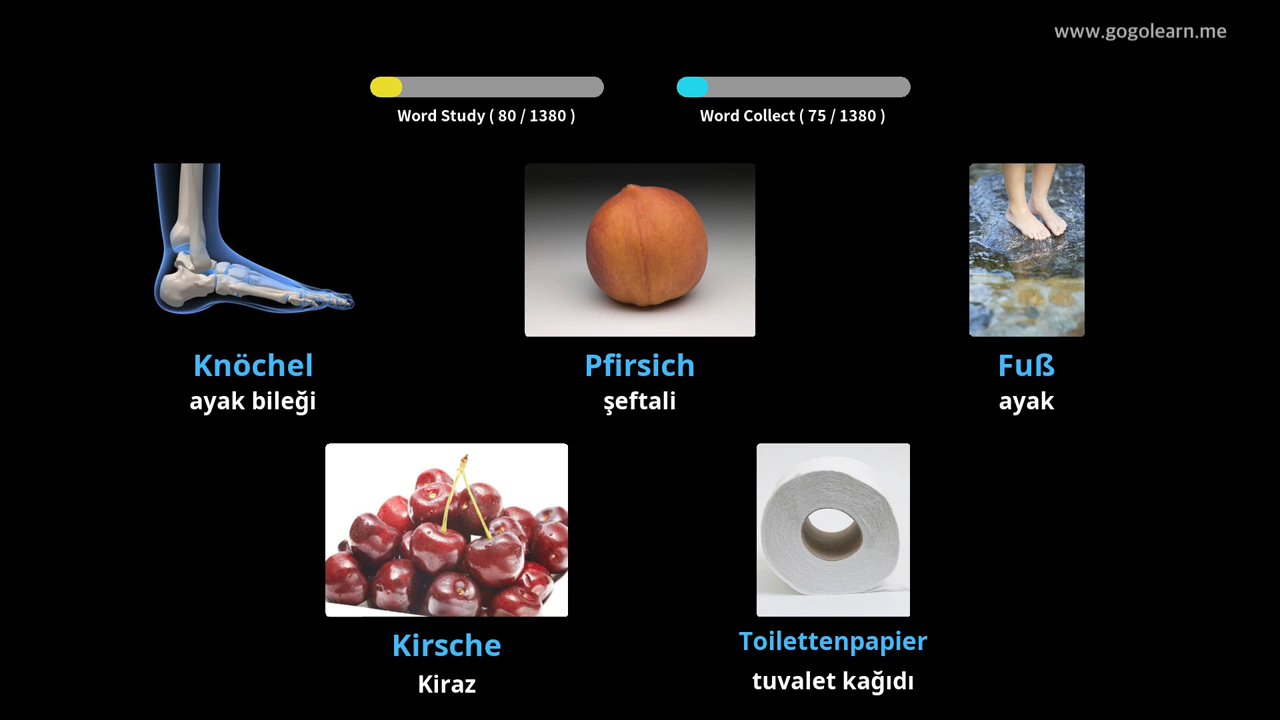 www.gogolearn.me
Word Study ( 80 / 1380 )
Word Collect ( 75 / 1380 )
Knöchel
ayak bileği
Pfirsich
şeftali
Fuß
ayak
Kirsche
Kiraz
Toilettenpapier
tuvalet kağıdı